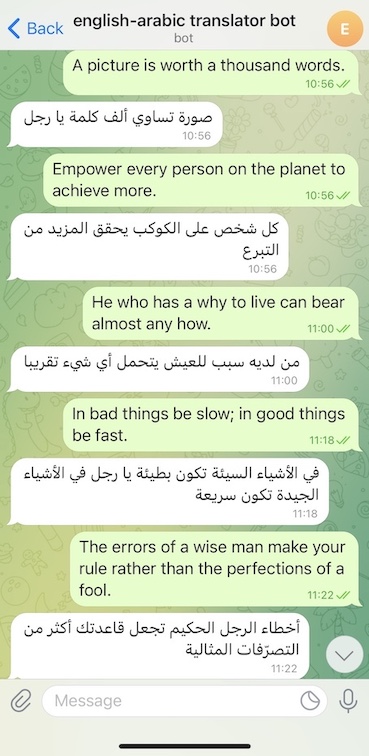 Back
english-arabic translator bot
E
bot
A picture is worth a thousand words.
10:56
صورة تساوي ألف كلمة يا رجل
10:56
Empower every person on the planet to
achieve more.
10:56
كل شخص على الكوكب يحقق المزيد من
التبرع
10:56
He who has a why to live can bear
almost any how.
11:00
من لديه سبب للعيش يتحمل أي شيء تقريبا
11:00
In bad things be slow; in good things
be fast.
11:18
في الأشياء السيئة تكون بطيئة يا رجل في الأشياء
الجيدة تكون سريعة
11:18
The errors of a wise man make your
rule rather than the perfections of a
fool.
11:22
أخطاء الرجل الحكيم تجعل قاعدتك أكثر من
التصرّفات المثالية
11:22
Message